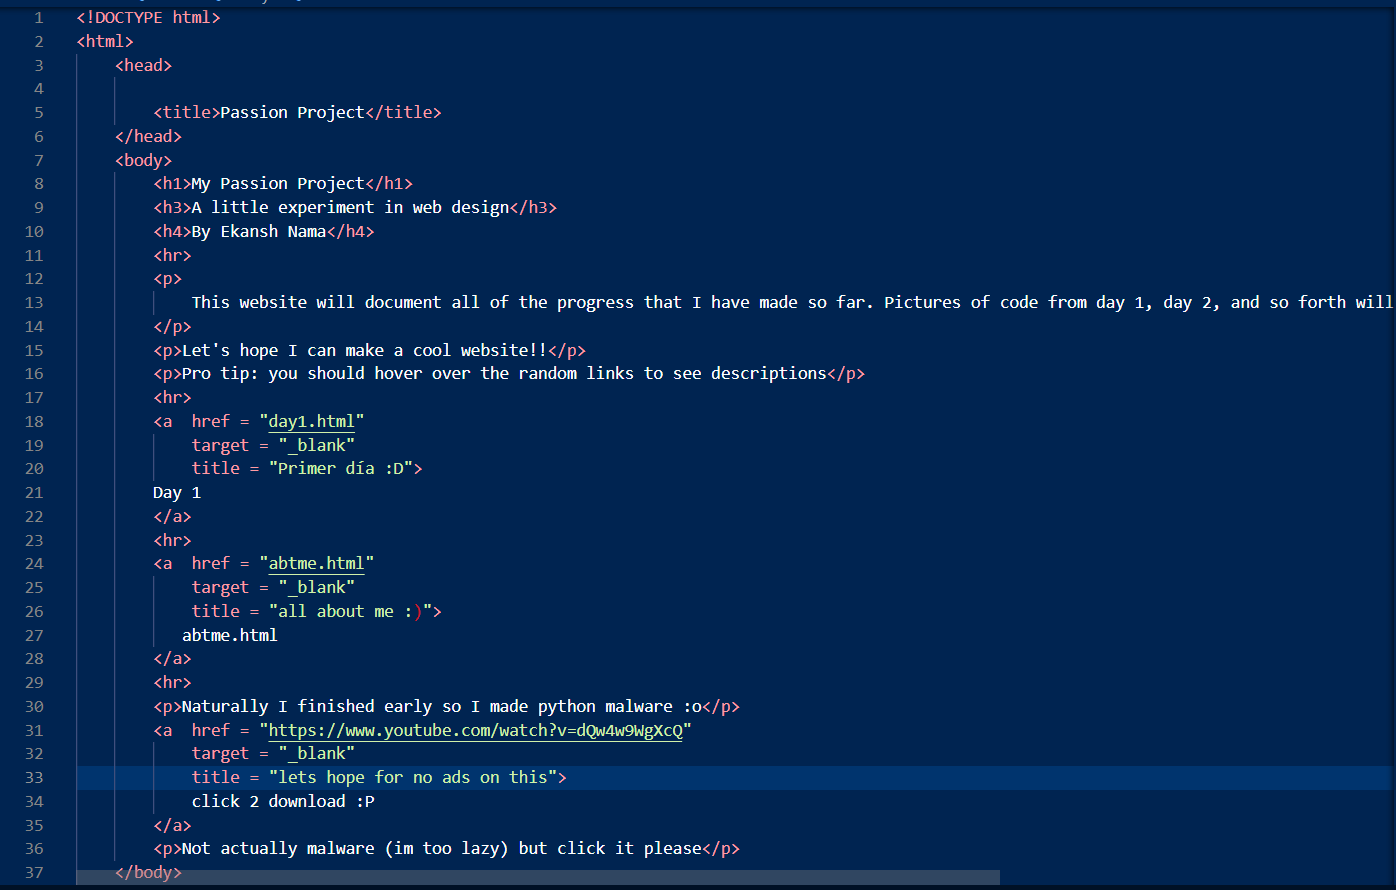 1 <!DOCTYPE html>
2 <html>
3 <head>
4
5 <title>Passion Project</title>
6 </head>
7 <body>
8 <h1>My Passion Project</h1>
9 <h3>A little experiment in web design</h3>
10 <h4>By Ekansh Nama</h4>
11 <hr>
12 <p>
13 This website will document all of the progress that I have made so far. Pictures of code from day 1, day 2, and so forth will
14 </p>
15 <p>Let's hope I can make a cool website!!</p>
16 <p>Pro tip: you should hover over the random links to see descriptions</p>
17 <hr>
18 <a  href = "day1.html"
19 target = "_blank"
20 title = "Primer día :D">
21 Day 1
22 </a>
23 <hr>
24 <a  href = "abtme.html"
25 target = "_blank"
26 title = "all about me :)">
27 abtme.html
28 </a>
29 <hr>
30 <p>Naturally I finished early so I made python malware :o</p>
31 <a  href = "https://www.youtube.com/watch?v=dQw4w9WgXcQ"
32 target = "_blank"
33 title = "lets hope for no ads on this">
34 click 2 download :P
35 </a>
36 <p>Not actually malware (im too lazy) but click it please</p>
37 </body>